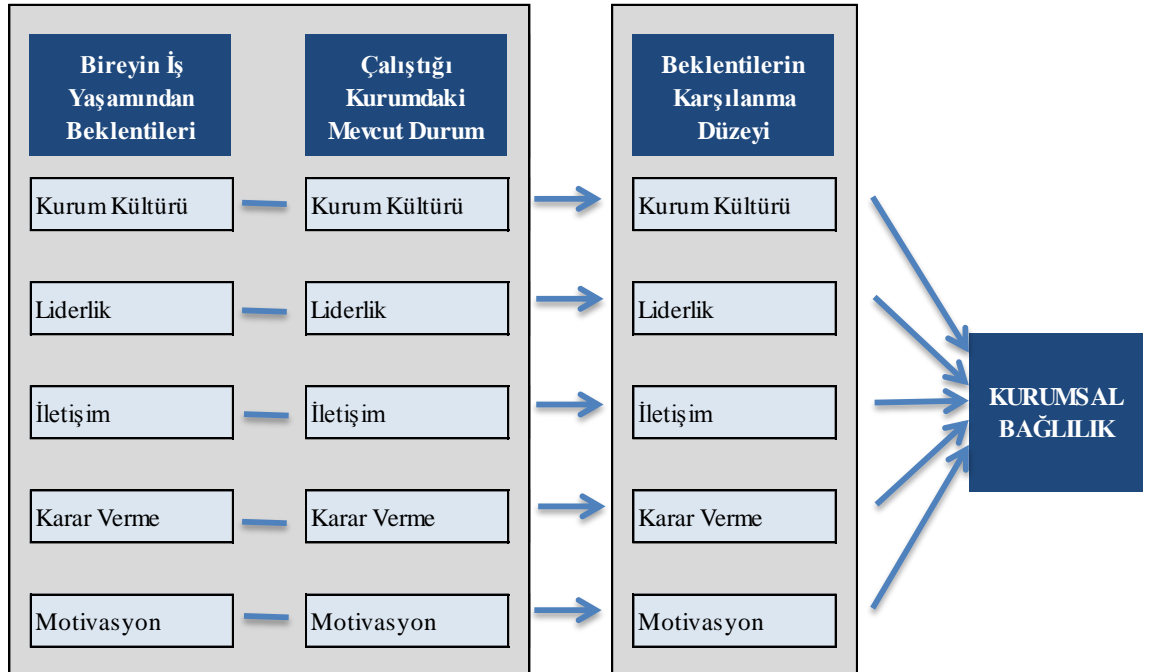 Bireyin İş
Yaşamından
Beklentileri
Çalıştığı
Kurumdaki
Mevcut Durum
Beklentilerin
Karşılanma
Düzeyi
Kurum Kültürü
Kurum Kültürü
Kurum Kültürü
Liderlik
Liderlik
Liderlik
İletişim
İletişim
İletişim
Karar Verme
Karar Verme
Karar Verme
Motivasyon
Motivasyon
Motivasyon
KURUMSAL
BAĞLILIK